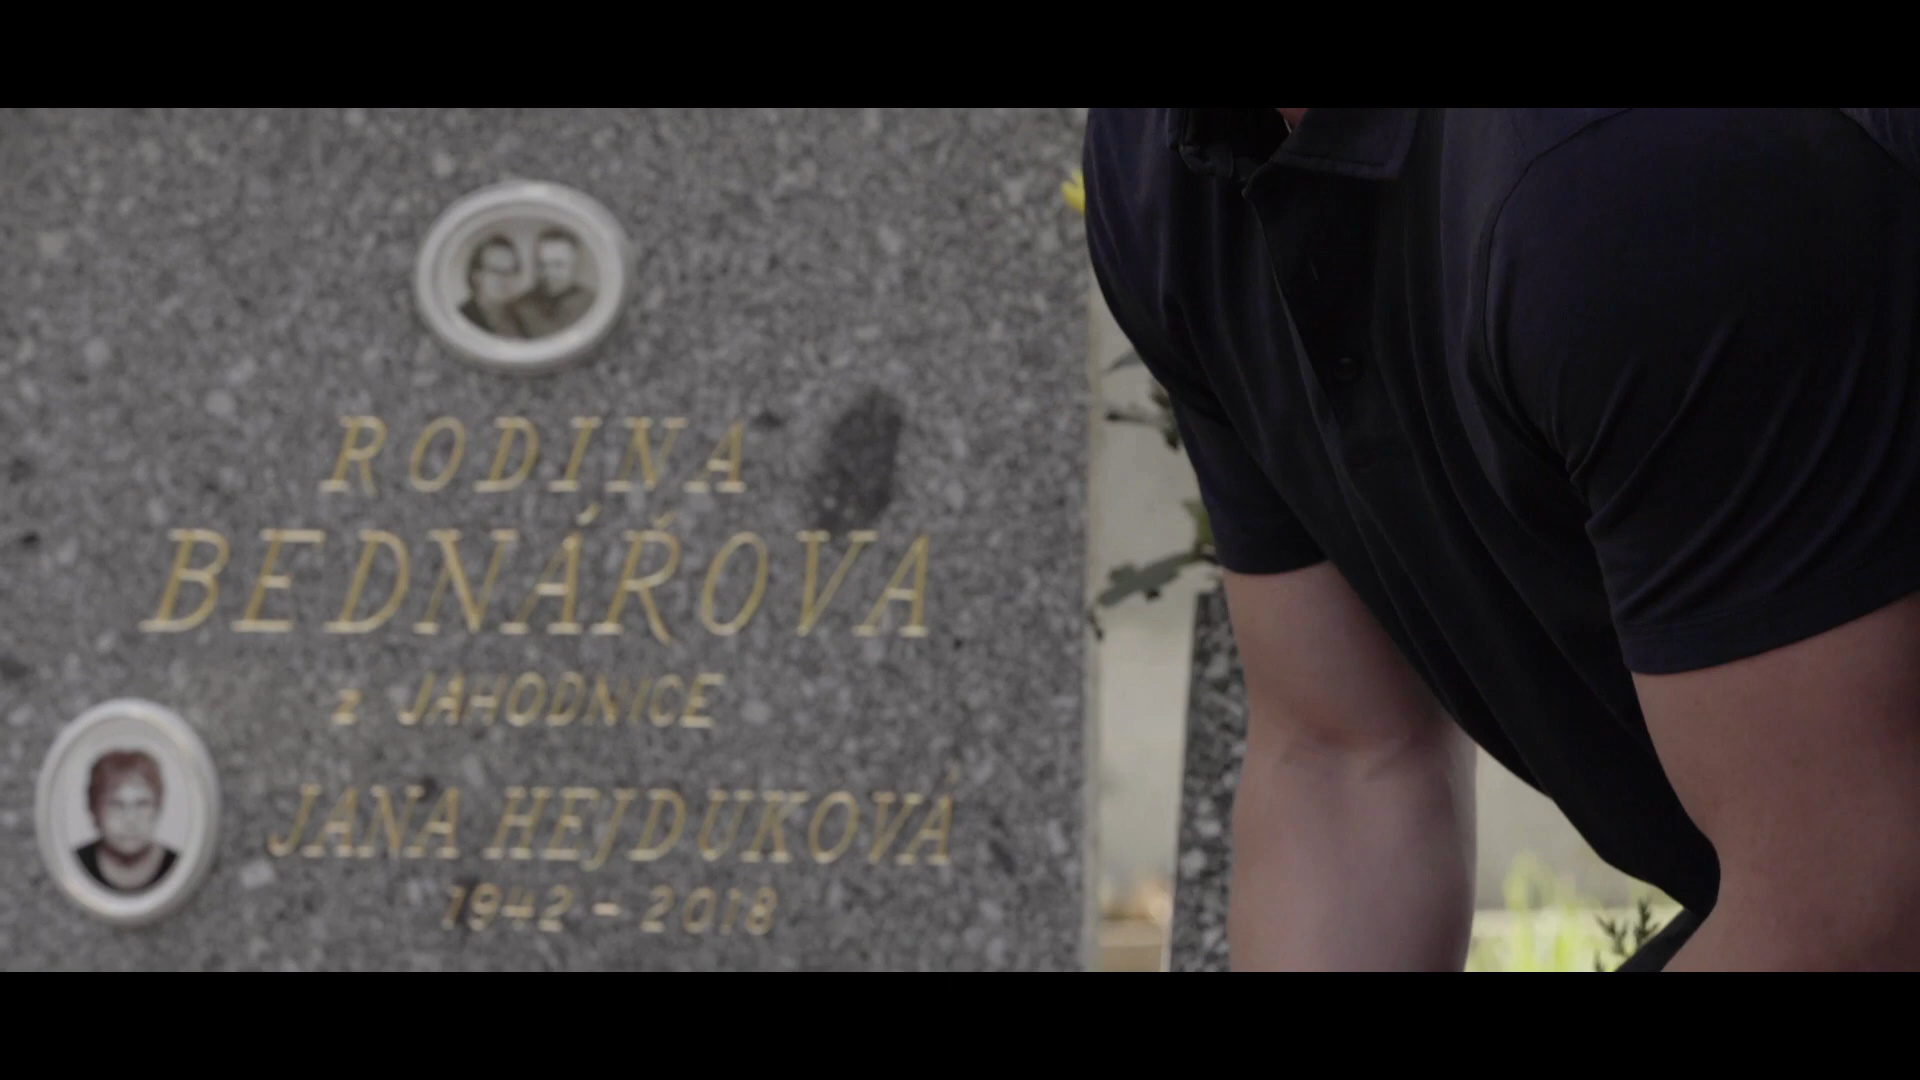 RODINA
BEDNÁŘOVA
z JAHODNICE
JANA HEJDUKOVÁ
1942 - 2018